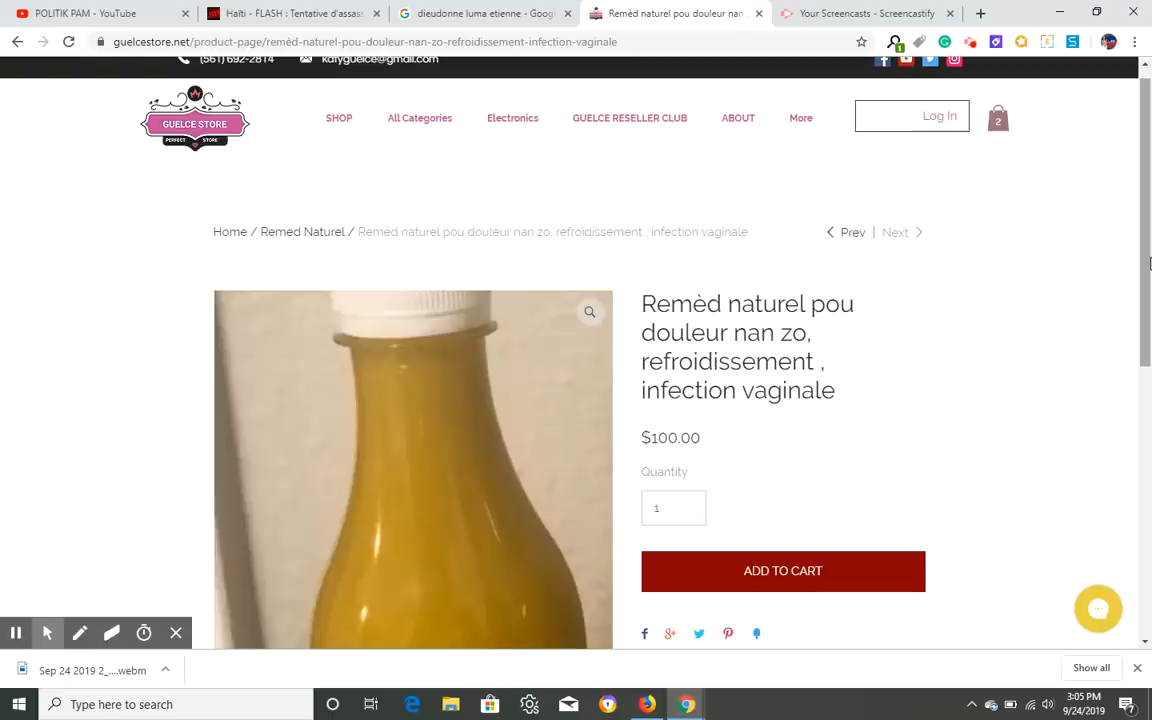 POLITIK PAM - YouTube
Haïti - FLASH : Tentative d'assas
dieudonne luma etienne - Goog
Remèd naturel pou douleur nan
Your Screencasts - Screencastify
guelcestore.net/product-page/remèd-naturel-pou-douleur-nan-zo-refroidissement-infection-vaginale
1
(561) 692-2814
katyguelce@gmail.com
GUELCE STORE
PERFECT STORE
SHOP
All Categories
Electronics
GUELCE RESELLER CLUB
ABOUT
More
Log In
2
Home / Remed Naturel / Remèd naturel pou douleur nan zo, refroidissement , infection vaginale
Prev | Next
Remèd naturel pou
douleur nan zo,
refroidissement ,
infection vaginale
$100.00
Quantity
1
ADD TO CART
Sep 24 2019 2_....webm
Show all
Type here to search
3:05 PM
9/24/2019
7